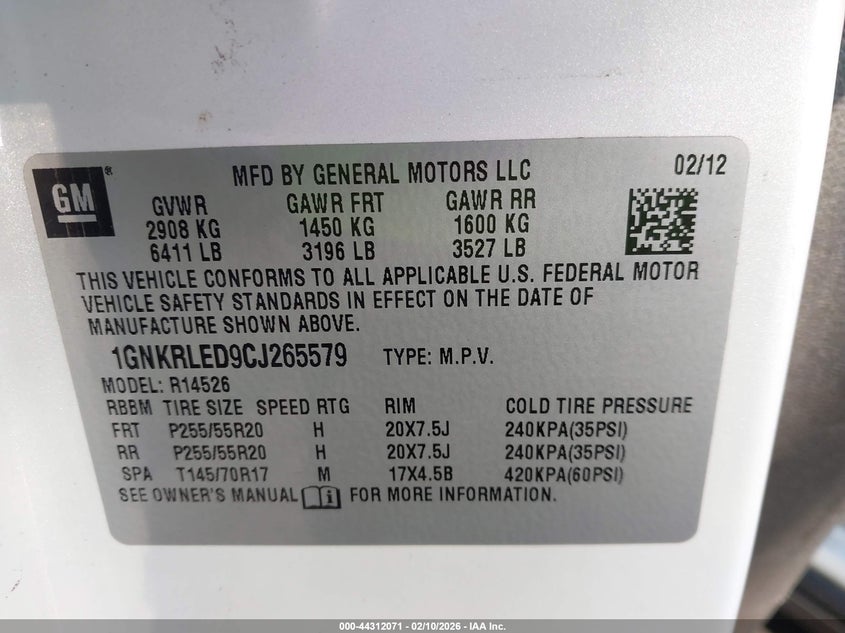 GM ®
MFD BY GENERAL MOTORS LLC 02/12
GVWR GAWR FRT GAWR RR
2908 KG 1450 KG 1600 KG
6411 LB 3196 LB 3527 LB
THIS VEHICLE CONFORMS TO ALL APPLICABLE U.S. FEDERAL MOTOR
VEHICLE SAFETY STANDARDS IN EFFECT ON THE DATE OF
MANUFACTURE SHOWN ABOVE.
1GNKRLED9CJ265579 TYPE: M.P.V.
MODEL: R14526
RBBM TIRE SIZE SPEED RTG RIM COLD TIRE PRESSURE
FRT P255/55R20 H 20X7.5J 240KPA(35PSI)
RR P255/55R20 H 20X7.5J 240KPA(35PSI)
SPA T145/70R17 M 17X4.5B 420KPA(60PSI)
SEE OWNER'S MANUAL i FOR MORE INFORMATION.
000-44312071 - 02/10/2026 - IAA Inc.